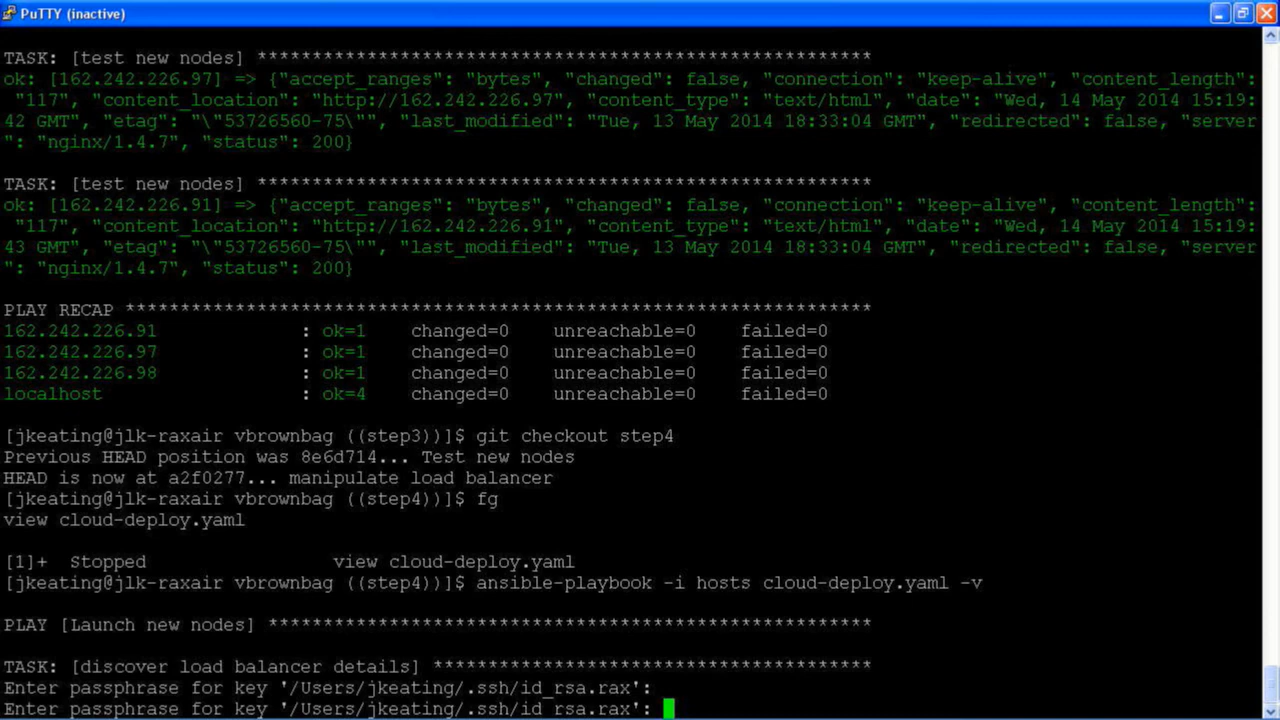 PuTTY (inactive)
TASK: [test new nodes] *********************************************************
ok: [162.242.226.97] => {"accept_ranges": "bytes", "changed": false, "connection": "keep-alive", "content_length":
"117", "content_location": "http://162.242.226.97", "content_type": "text/html", "date": "Wed, 14 May 2014 15:19:
42 GMT", "etag": "\"53726560-75\"", "last_modified": "Tue, 13 May 2014 18:33:04 GMT", "redirected": false, "server
": "nginx/1.4.7", "status": 200}
TASK: [test new nodes] *********************************************************
ok: [162.242.226.91] => {"accept_ranges": "bytes", "changed": false, "connection": "keep-alive", "content_length":
"117", "content_location": "http://162.242.226.91", "content_type": "text/html", "date": "Wed, 14 May 2014 15:19:
43 GMT", "etag": "\"53726560-75\"", "last_modified": "Tue, 13 May 2014 18:33:04 GMT", "redirected": false, "server
": "nginx/1.4.7", "status": 200}
PLAY RECAP ********************************************************************
162.242.226.91 : ok=1 changed=0 unreachable=0 failed=0
162.242.226.97 : ok=1 changed=0 unreachable=0 failed=0
162.242.226.98 : ok=1 changed=0 unreachable=0 failed=0
localhost : ok=4 changed=0 unreachable=0 failed=0
[jkeating@jlk-raxair vbrownbag ((step3))]$ git checkout step4
Previous HEAD position was 8e6d714... Test new nodes
HEAD is now at a2f0277... manipulate load balancer
[jkeating@jlk-raxair vbrownbag ((step4))]$ fg
view cloud-deploy.yaml
[1]+ Stopped view cloud-deploy.yaml
[jkeating@jlk-raxair vbrownbag ((step4))]$ ansible-playbook -i hosts cloud-deploy.yaml -v
PLAY [Launch new nodes] *******************************************************
TASK: [discover load balancer details] ****************************************
Enter passphrase for key '/Users/jkeating/.ssh/id_rsa.rax':
Enter passphrase for key '/Users/jkeating/.ssh/id_rsa.rax':